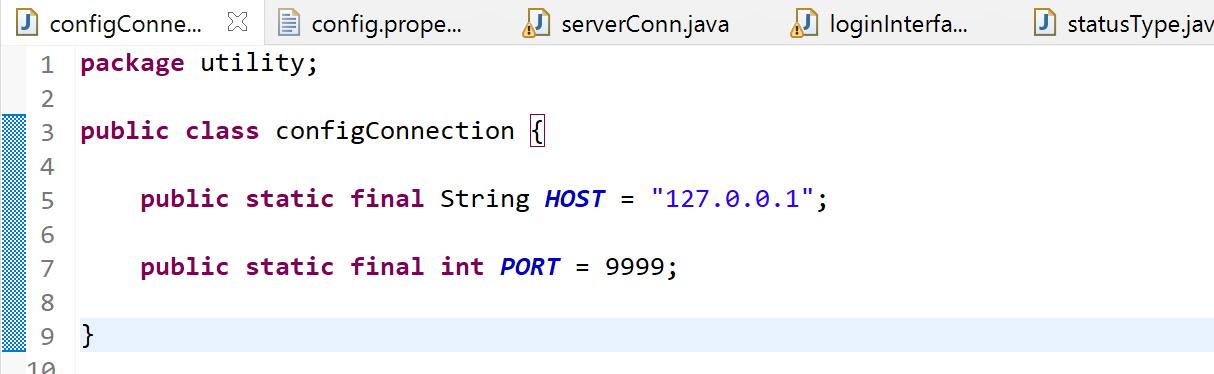 configConne... config.prope... serverConn.java loginInterfa... statusType.jav
1 package utility;
2
3 public class configConnection {
4
5 public static final String HOST = "127.0.0.1";
6
7 public static final int PORT = 9999;
8
9 }
10